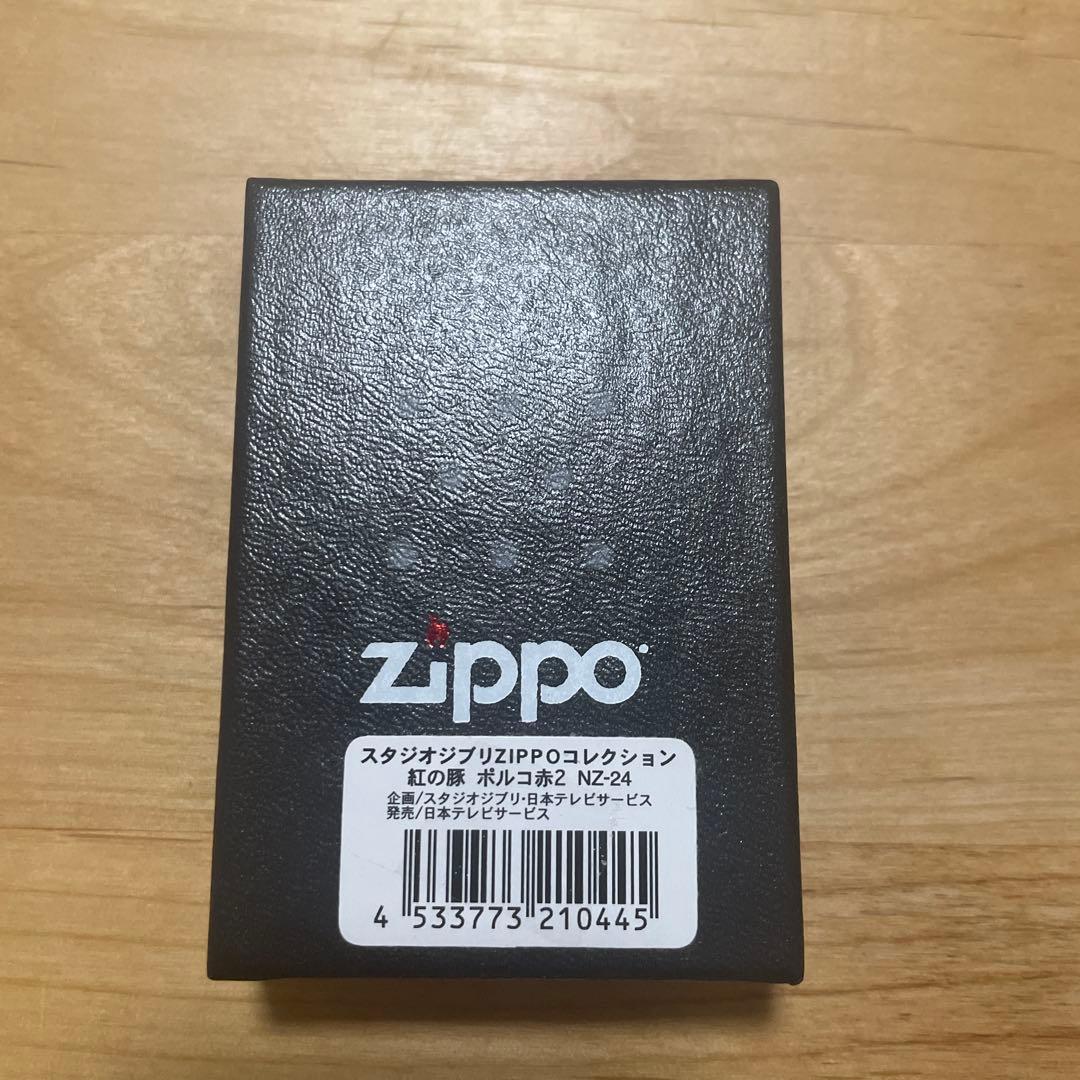 zippo
スタジオジブリZIPPOコレクション
紅の豚 ポルコ赤2 NZ-24
企画/スタジオジブリ・日本テレビサービス
発売/日本テレビサービス
4 533773 210445